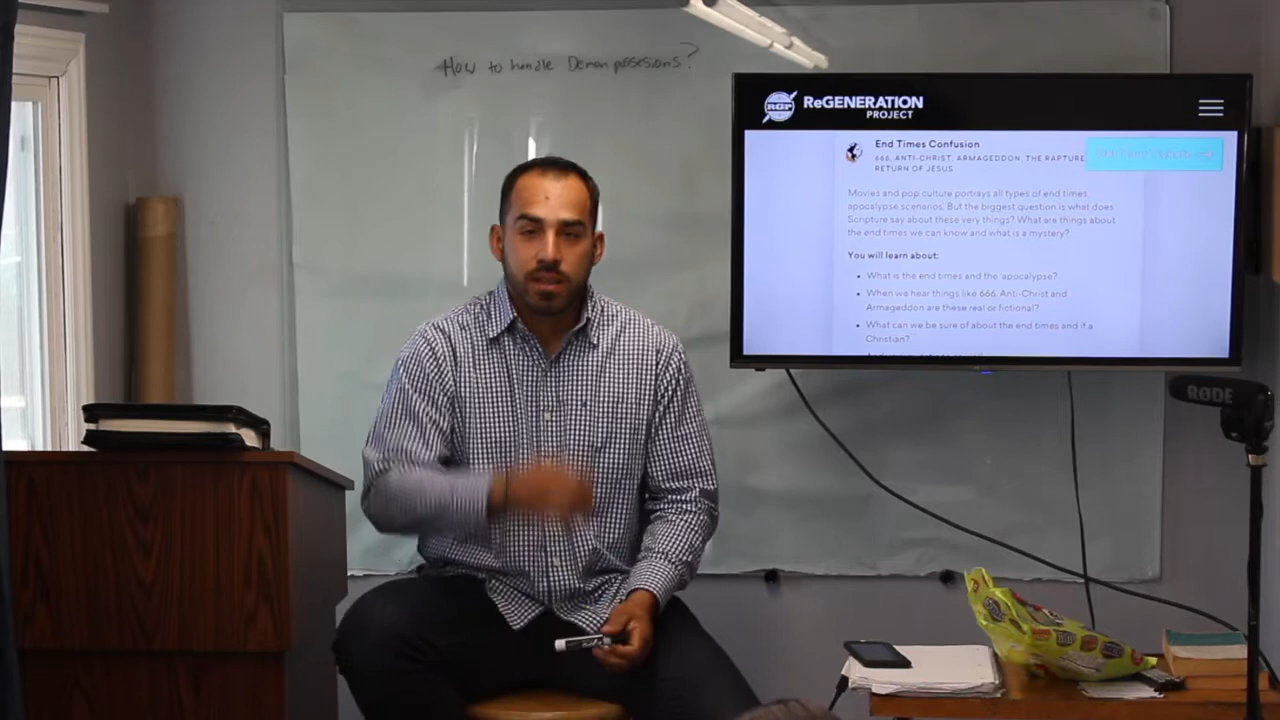 How to handle Demon possesions?
RGP
ReGENERATION
PROJECT
End Times Confusion
666, ANTI-CHRIST, ARMAGEDDON, THE RAPTURE
RETURN OF JESUS
Movies and pop culture portrays all types of end times
apocalypse scenarios. But the biggest question is what does
Scripture say about these very things? What are things about
the end times we can know and what is a mystery?
You will learn about:
What is the end times and the 'apocalypse?
When we hear things like 666, Anti-Christ and
Armageddon are these real or fictional?
What can we be sure of about the end times and if a
Christian?
RØDE